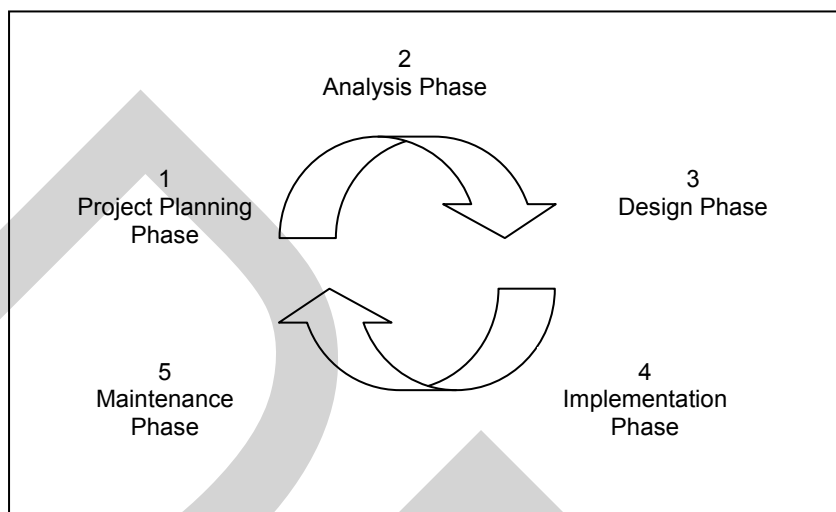 1
Project Planning
Phase
2
Analysis Phase
3
Design Phase
4
Implementation
Phase
5
Maintenance
Phase